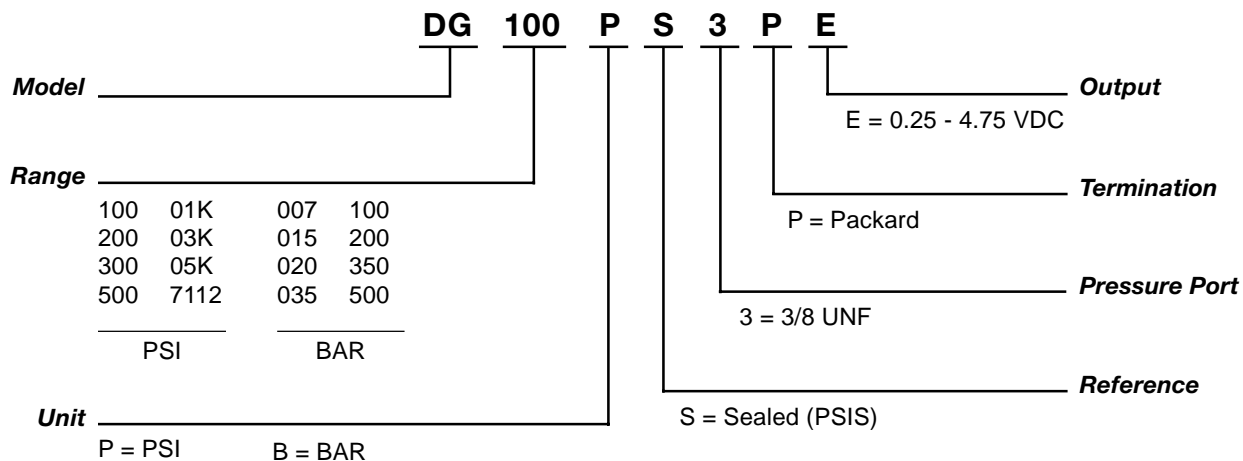 DG 100 P S 3 P E
Model
Output
E = 0.25 - 4.75 VDC
Range
Termination
P = Packard
100 01K 007 100
200 03K 015 200
300 05K 020 350
500 7112 035 500
PSI BAR
Pressure Port
3 = 3/8 UNF
Reference
S = Sealed (PSIS)
Unit
P = PSI B = BAR